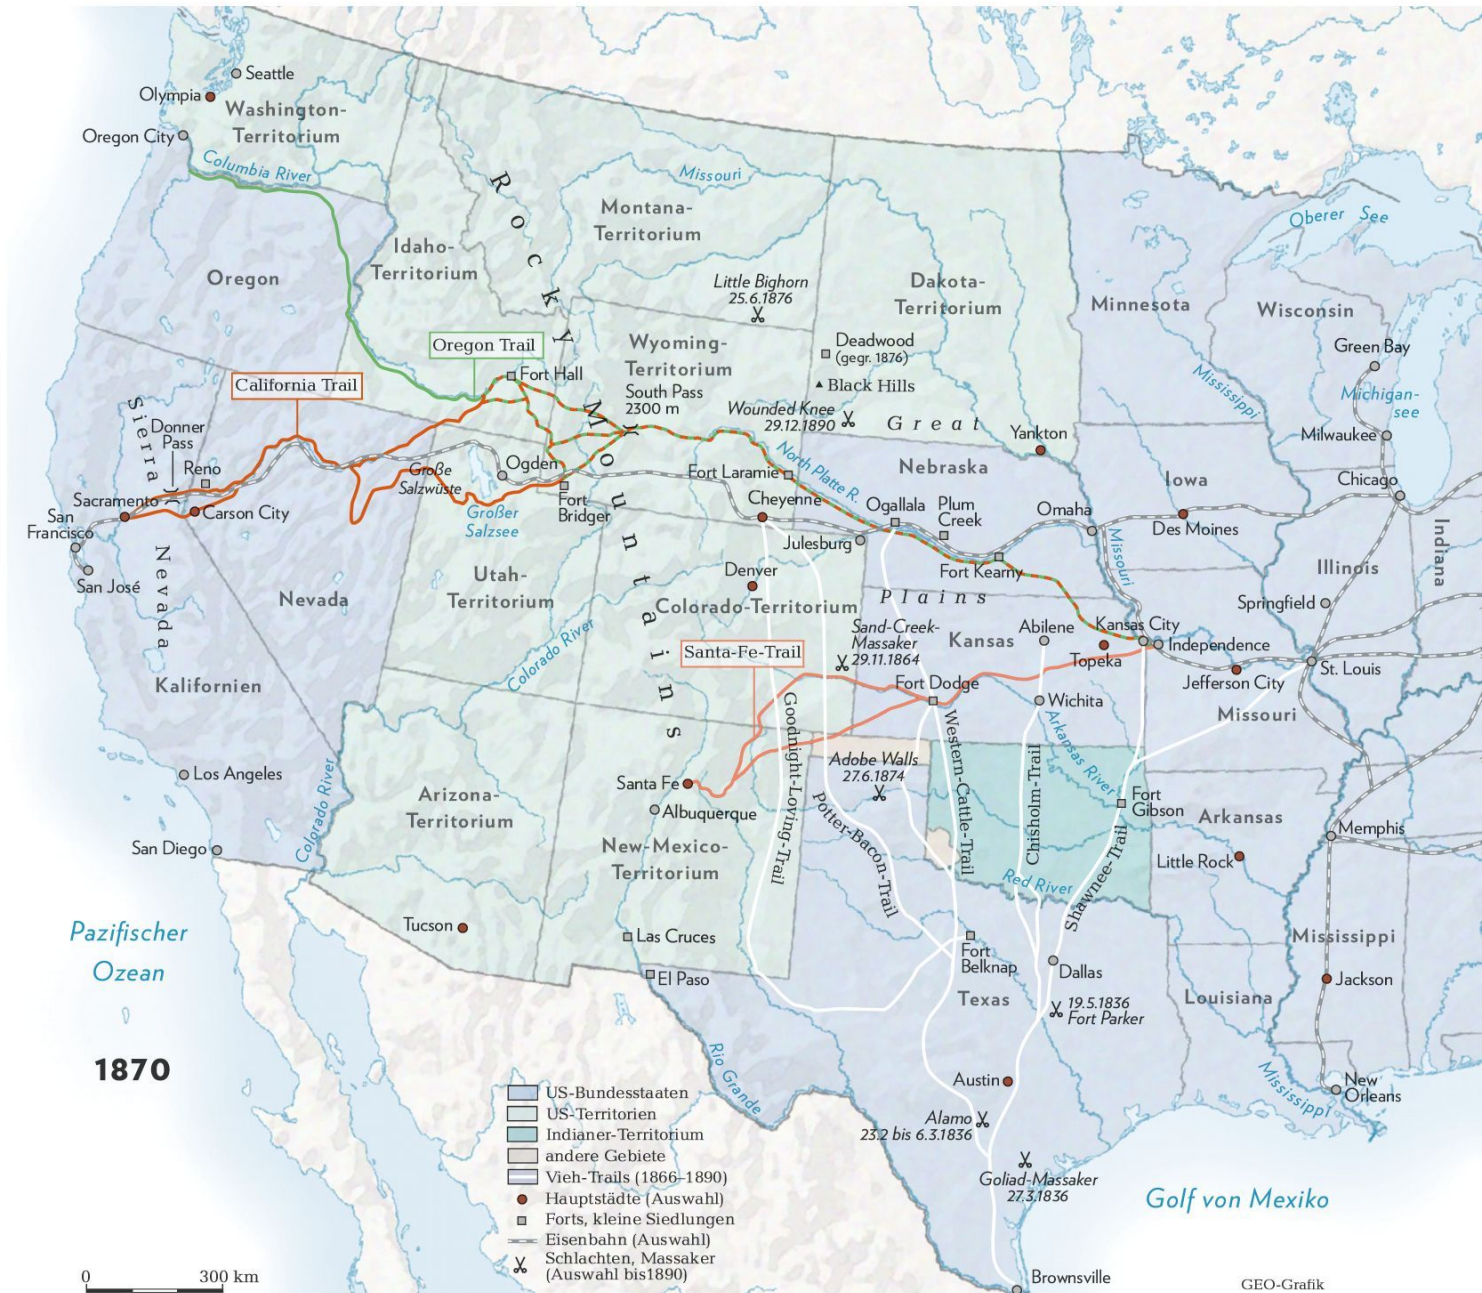 Seattle
Olympia
Washington-
Territorium
Oregon City
Columbia River
Rocky Mountains
Missouri
Montana-
Territorium
Oberer See
Idaho-
Territorium
Oregon
Little Bighorn
25.6.1876
Dakota-
Territorium
Minnesota
Wisconsin
Oregon Trail
Wyoming-
Territorium
Deadwood
(gegr. 1876)
Green Bay
Fort Hall
California Trail
South Pass
2300 m
Black Hills
Mississippi
Michigan-
see
Sierra Nevada
Donner
Pass
Wounded Knee
29.12.1890
Great Plains
Yankton
Milwaukee
Reno
Große
Salzwüste
Ogden
Fort Laramie
North Platte R.
Nebraska
Iowa
Chicago
Sacramento
Carson City
Großer
Salzsee
Fort
Bridger
Cheyenne
Ogallala
Plum
Creek
Omaha
Des Moines
San
Francisco
Julesburg
Missouri
Indiana
San José
Denver
Fort Kearny
Illinois
Nevada
Utah-
Territorium
Colorado-Territorium
Springfield
Colorado River
Sand-Creek-
Massaker
29.11.1864
Kansas
Abilene
Kansas City
Independence
Topeka
Santa-Fe-Trail
St. Louis
Jefferson City
Kalifornien
Fort Dodge
Wichita
Missouri
Goodnight-Loving-Trail
Western-Cattle-Trail
Chisholm-Trail
Arkansas River
Los Angeles
Colorado River
Santa Fe
Adobe Walls
27.6.1874
Arizona-
Territorium
Albuquerque
Potter-Bacon-Trail
Fort
Gibson
Arkansas
Memphis
San Diego
New-Mexico-
Territorium
Shawnee-Trail
Little Rock
Red River
Pazifischer
Ozean
Tucson
Las Cruces
Mississippi
El Paso
Fort
Belknap
Dallas
Jackson
Texas
19.5.1836
Fort Parker
Louisiana
1870
Rio Grande
Austin
Mississippi
New
Orleans
Alamo
23.2 bis 6.3.1836
Goliad-Massaker
27.3.1836
Golf von Mexiko
US-Bundesstaaten
US-Territorien
Indianer-Territorium
andere Gebiete
Vieh-Trails (1866–1890)
Hauptstädte (Auswahl)
Forts, kleine Siedlungen
Eisenbahn (Auswahl)
Schlachten, Massaker
(Auswahl bis1890)
0 300 km
Brownsville
GEO-Grafik